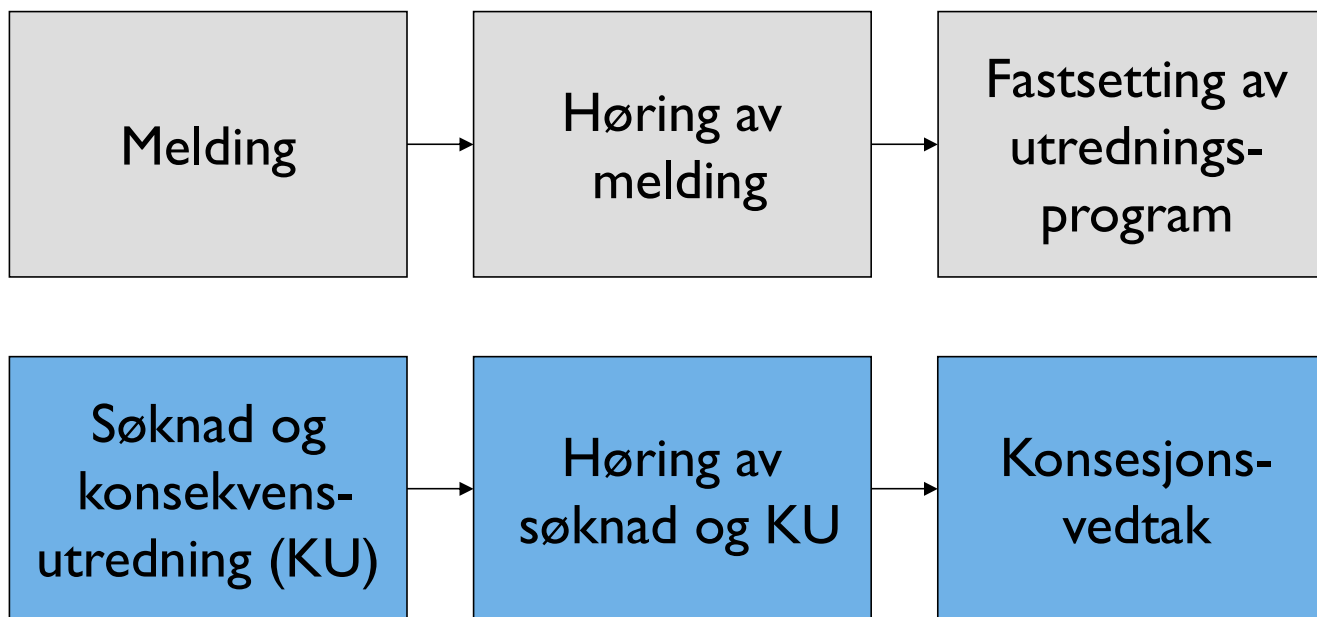 Melding
Høring av
melding
Fastsetting av
utrednings-
program
Søknad og
konsekvens-
utredning (KU)
Høring av
søknad og KU
Konsesjons-
vedtak